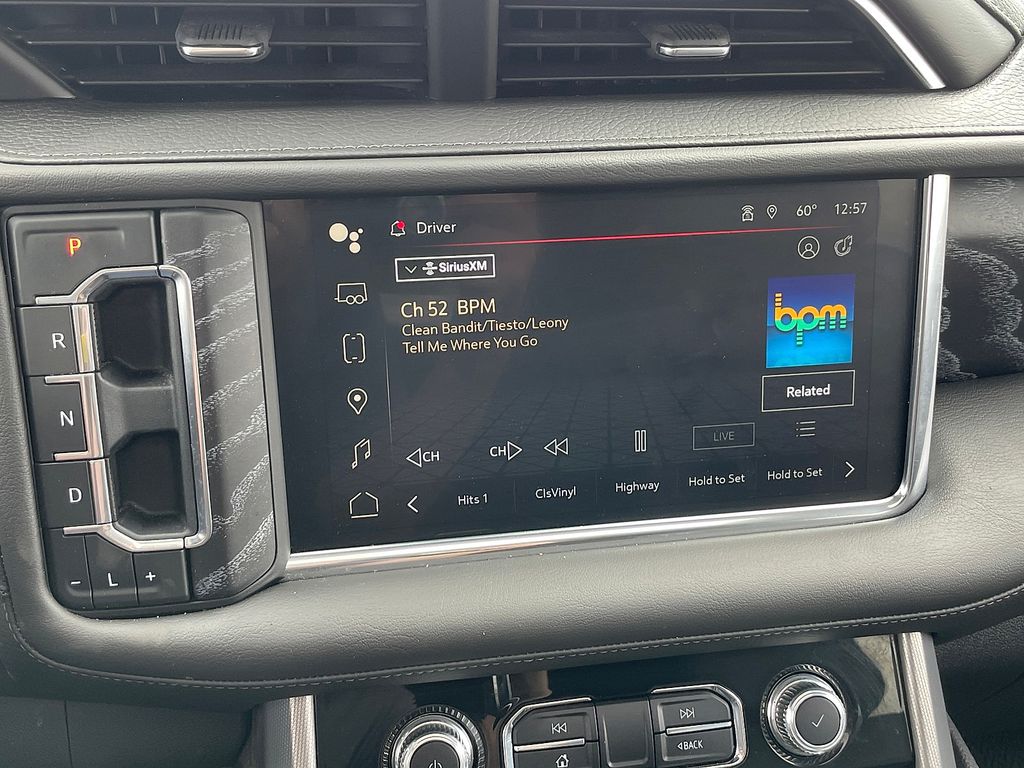 P
R
N
D
− L +
Driver
60° 12:57
SiriusXM
Ch 52 BPM
Clean Bandit/Tiesto/Leony
Tell Me Where You Go
bpm
Related
CH
CH
LIVE
Hits 1
ClsVinyl
Highway
Hold to Set
Hold to Set
BACK